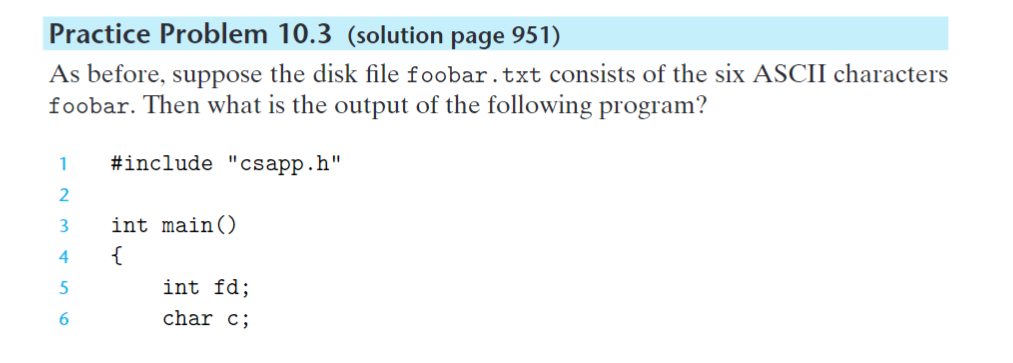 Practice Problem 10.3 (solution page 951)
As before, suppose the disk file foobar.txt consists of the six ASCII characters
foobar. Then what is the output of the following program?
1 #include "csapp.h"
2
3 int main()
4 {
5 int fd;
6 char c;